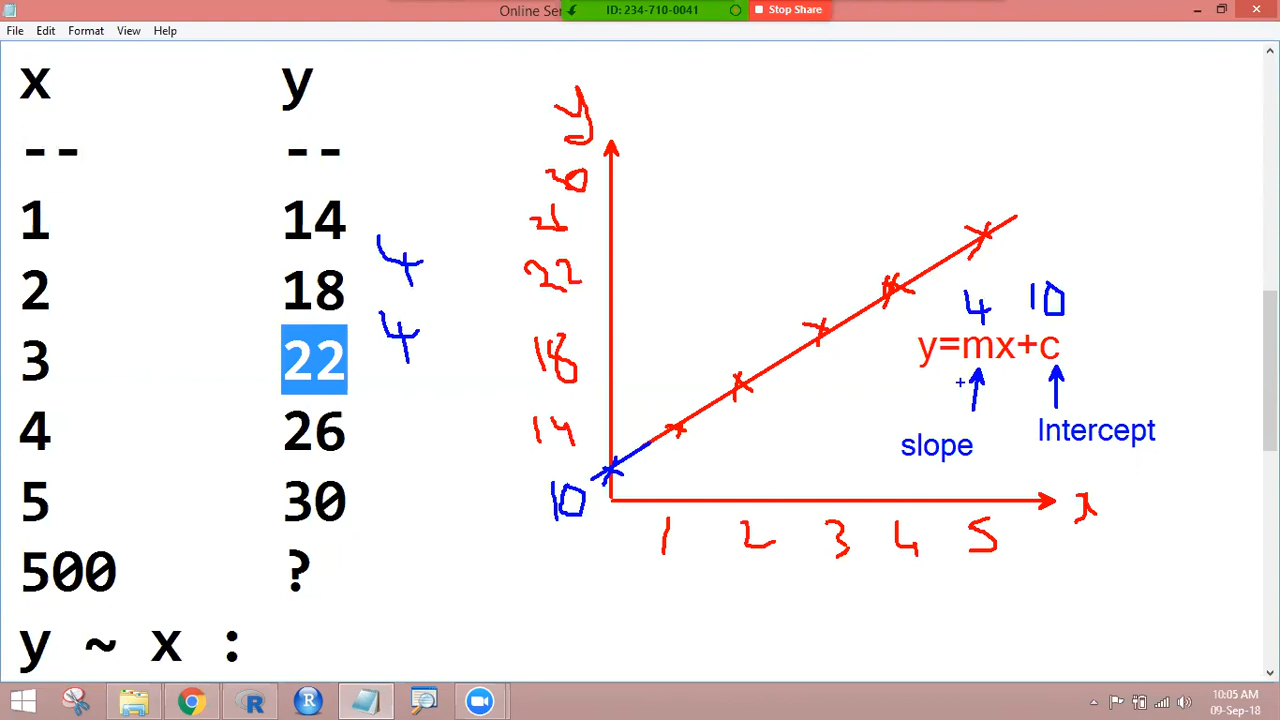 Online Ser
ID: 234-710-0041
Stop Share
File Edit Format View Help
x y
-- --
1 14
2 18
3 22
4 26
5 30
500 ?
y ~ x :
4
4
y
30
26
22
18
14
10
1 2 3 4 5
x
4 10
y=mx+c
+
slope
Intercept
10:05 AM
09-Sep-18